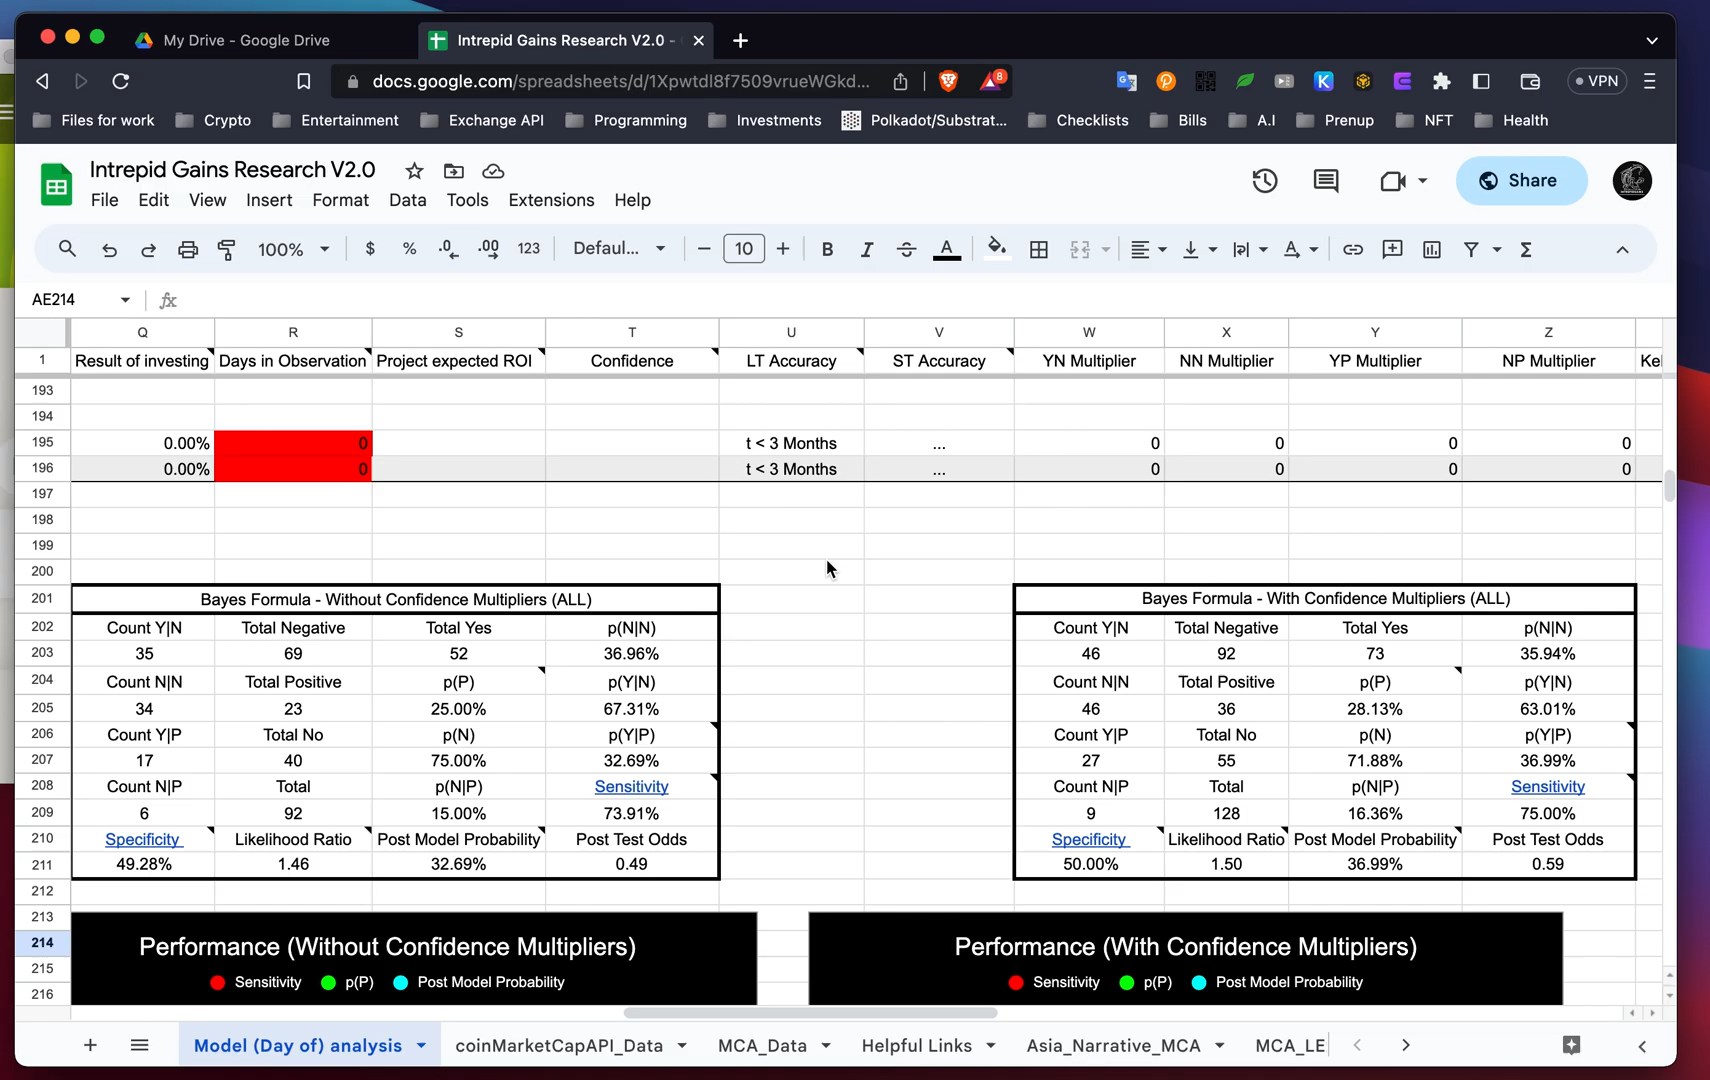 My Drive - Google Drive
Intrepid Gains Research V2.0 -
docs.google.com/spreadsheets/d/1Xpwtdl8f7509vrueWGkd...
8
VPN
Files for work Crypto Entertainment Exchange API Programming Investments Polkadot/Substrat... Checklists Bills A.I Prenup NFT Health
Intrepid Gains Research V2.0
Share
File Edit View Insert Format Data Tools Extensions Help
100% $ % .0 .00 123 Defaul... − 10 + B I S A Σ
AE214 fx
Q R S T U V W X Y Z
1 Result of investing Days in Observation Project expected ROI Confidence LT Accuracy ST Accuracy YN Multiplier NN Multiplier YP Multiplier NP Multiplier Kel
193
194
195 0.00% 0 t < 3 Months ... 0 0 0 0
196 0.00% 0 t < 3 Months ... 0 0 0 0
197
198
199
200
201 Bayes Formula - Without Confidence Multipliers (ALL) Bayes Formula - With Confidence Multipliers (ALL)
202 Count Y|N Total Negative Total Yes p(N|N) Count Y|N Total Negative Total Yes p(N|N)
203 35 69 52 36.96% 46 92 73 35.94%
204 Count N|N Total Positive p(P) p(Y|N) Count N|N Total Positive p(P) p(Y|N)
205 34 23 25.00% 67.31% 46 36 28.13% 63.01%
206 Count Y|P Total No p(N) p(Y|P) Count Y|P Total No p(N) p(Y|P)
207 17 40 75.00% 32.69% 27 55 71.88% 36.99%
208 Count N|P Total p(N|P) Sensitivity Count N|P Total p(N|P) Sensitivity
209 6 92 15.00% 73.91% 9 128 16.36% 75.00%
210 Specificity Likelihood Ratio Post Model Probability Post Test Odds Specificity Likelihood Ratio Post Model Probability Post Test Odds
211 49.28% 1.46 32.69% 0.49 50.00% 1.50 36.99% 0.59
212
213
214 Performance (Without Confidence Multipliers) Performance (With Confidence Multipliers)
215 Sensitivity p(P) Post Model Probability Sensitivity p(P) Post Model Probability
216
Model (Day of) analysis coinMarketCapAPI_Data MCA_Data Helpful Links Asia_Narrative_MCA MCA_LE